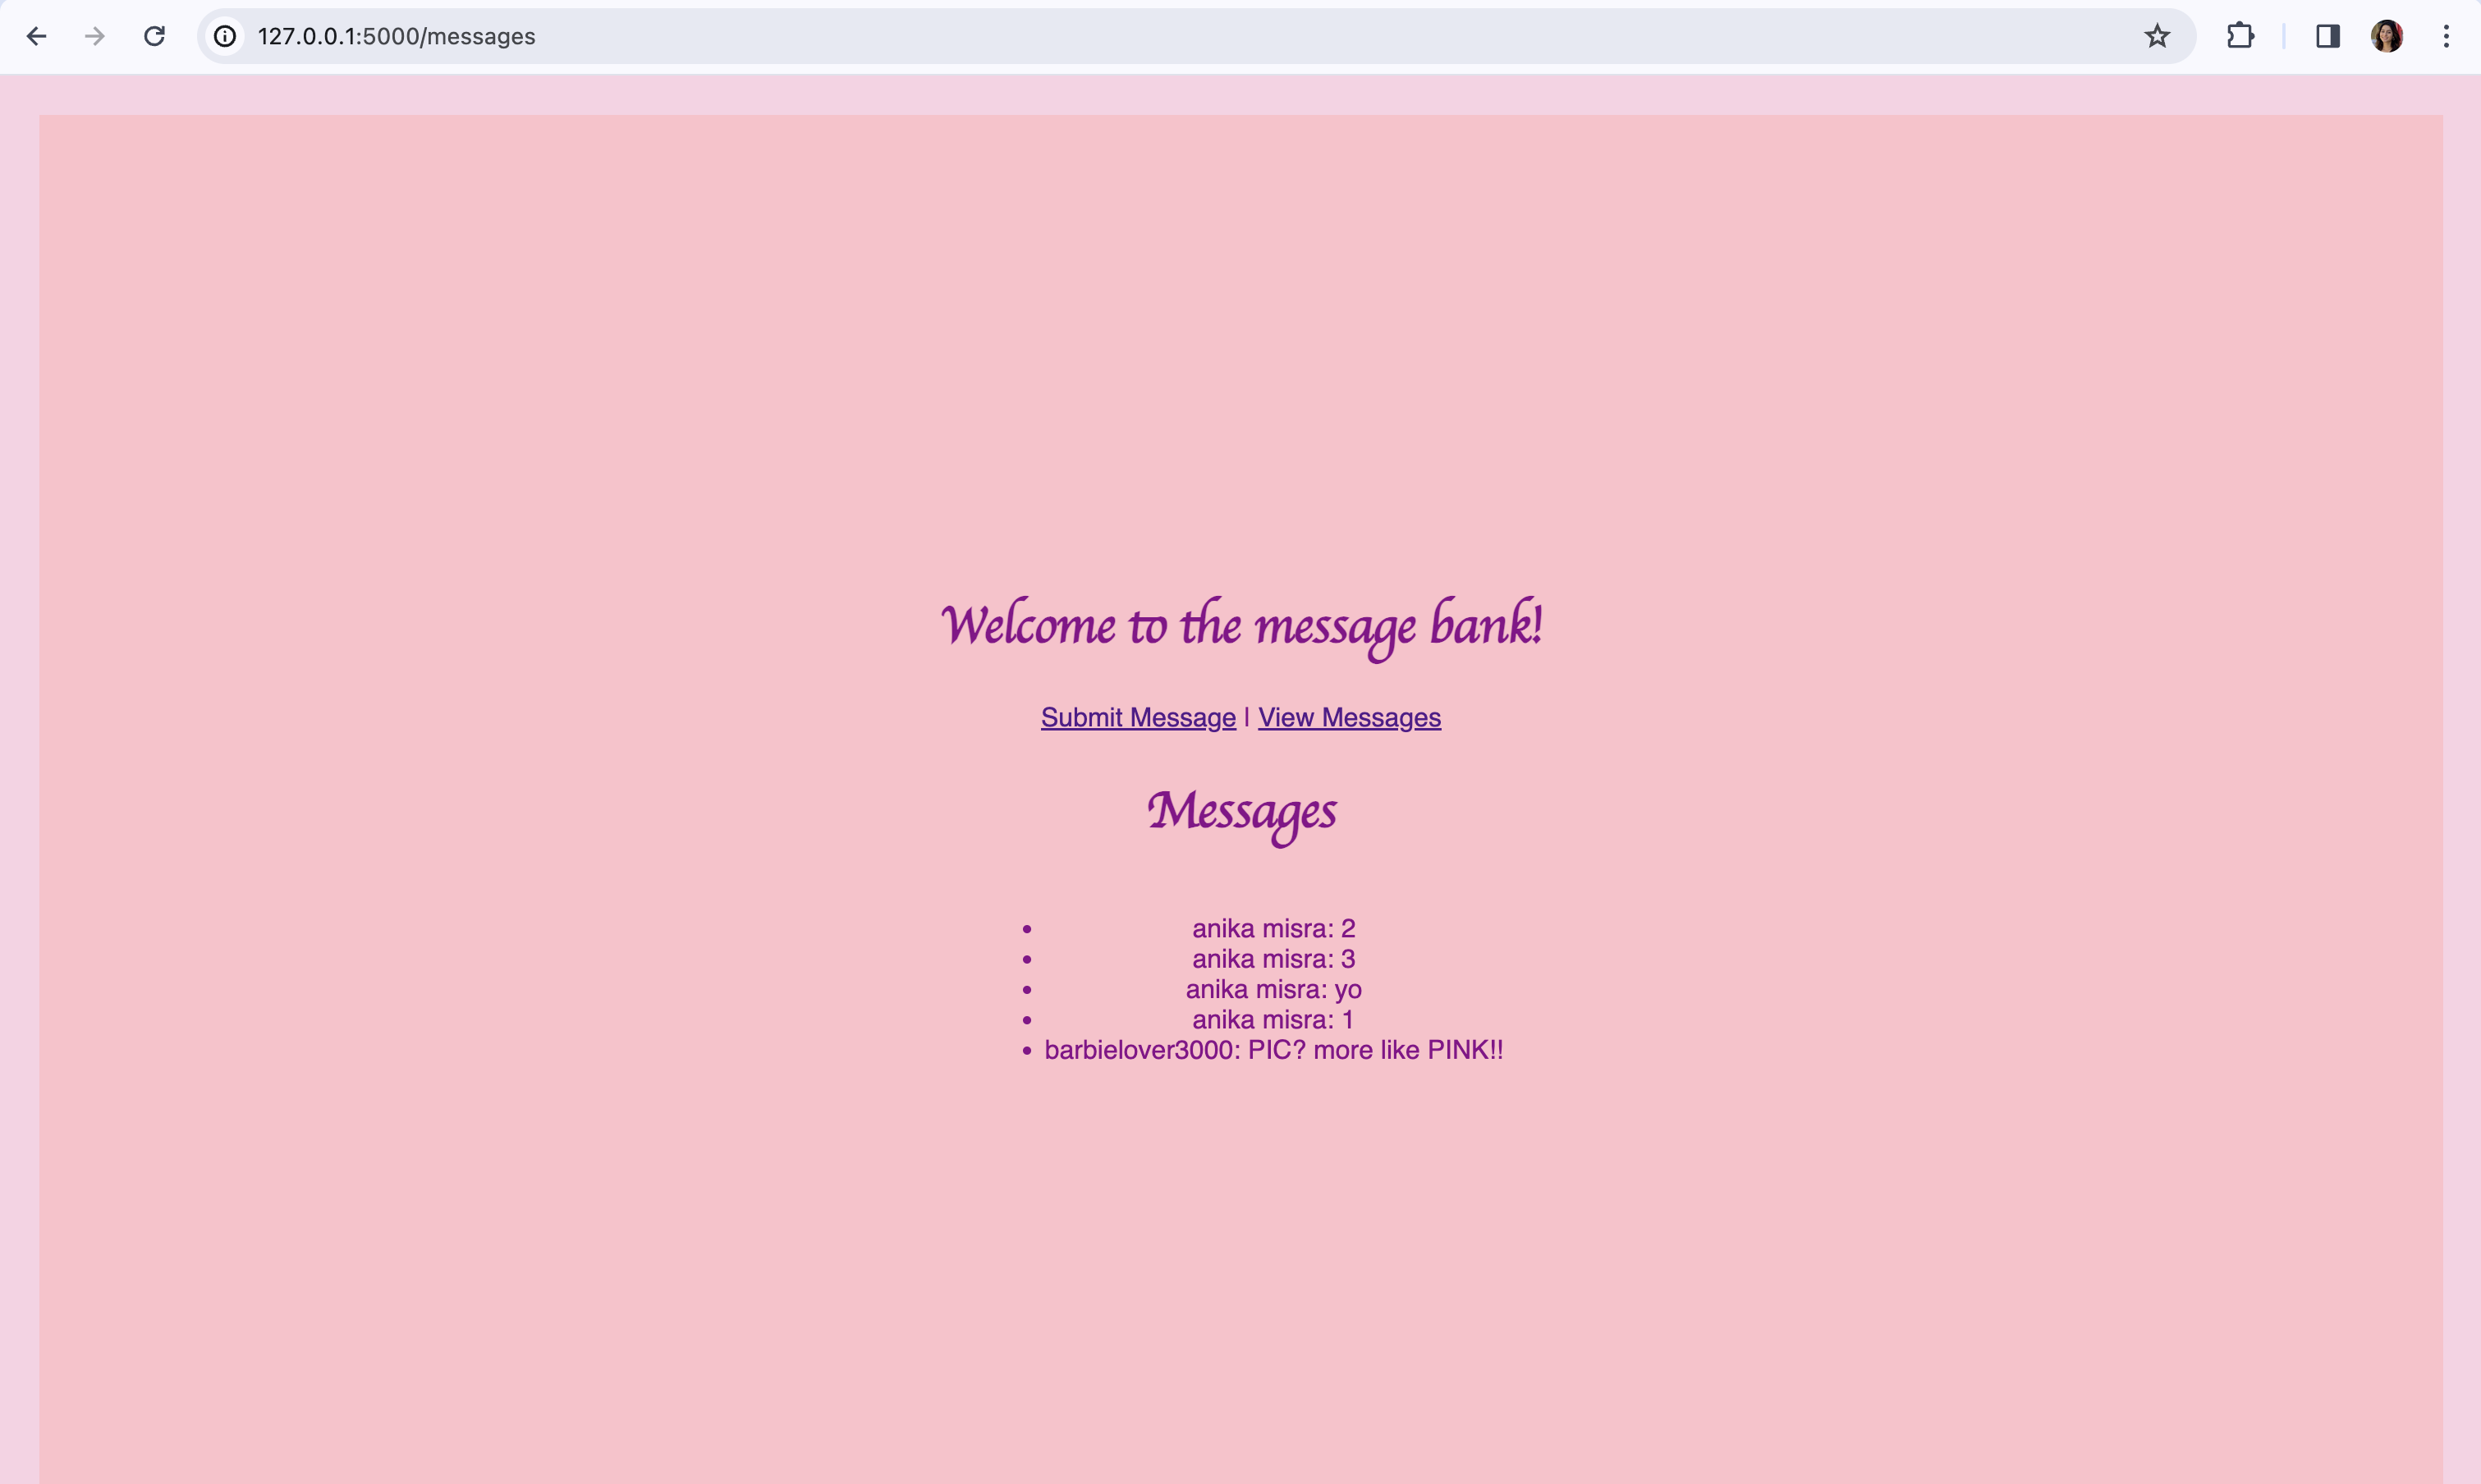 127.0.0.1:5000/messages
Welcome to the message bank!
Submit Message | View Messages
Messages
• anika misra: 2
• anika misra: 3
• anika misra: yo
• anika misra: 1
• barbielover3000: PIC? more like PINK!!